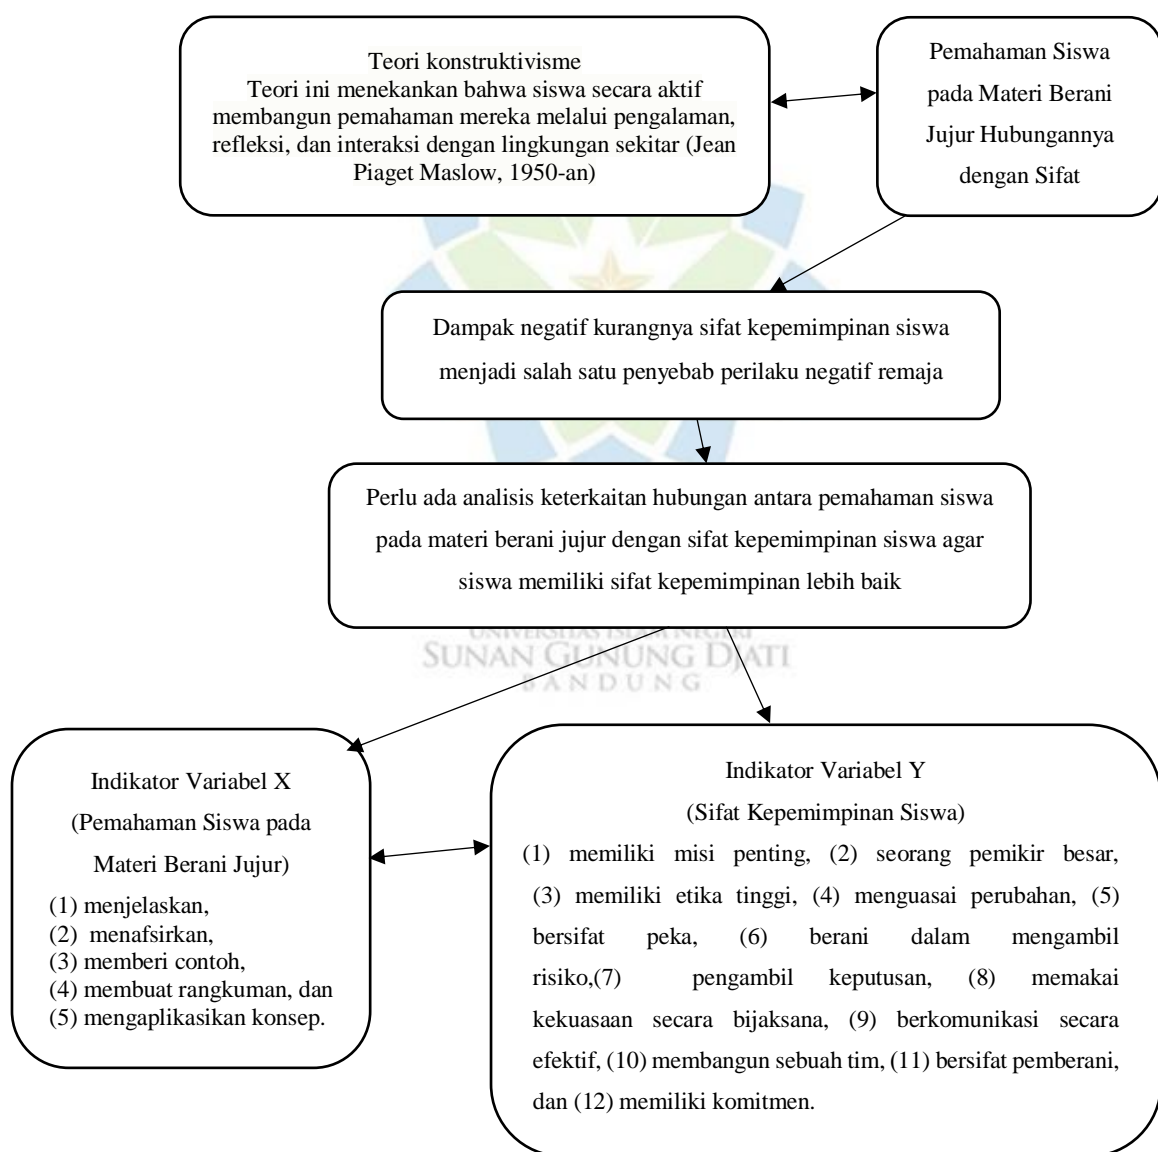 Teori konstruktivisme
Teori ini menekankan bahwa siswa secara aktif
membangun pemahaman mereka melalui pengalaman,
refleksi, dan interaksi dengan lingkungan sekitar (Jean
Piaget Maslow, 1950-an)
Pemahaman Siswa
pada Materi Berani
Jujur Hubungannya
dengan Sifat
Dampak negatif kurangnya sifat kepemimpinan siswa
menjadi salah satu penyebab perilaku negatif remaja
Perlu ada analisis keterkaitan hubungan antara pemahaman siswa
pada materi berani jujur dengan sifat kepemimpinan siswa agar
siswa memiliki sifat kepemimpinan lebih baik
UNIVERSITAS ISLAM NEGERI
SUNAN GUNUNG DJATI
BANDUNG
Indikator Variabel X
(Pemahaman Siswa pada
Materi Berani Jujur)
(1) menjelaskan,
(2) menafsirkan,
(3) memberi contoh,
(4) membuat rangkuman, dan
(5) mengaplikasikan konsep.
Indikator Variabel Y
(Sifat Kepemimpinan Siswa)
(1) memiliki misi penting, (2) seorang pemikir besar,
(3) memiliki etika tinggi, (4) menguasai perubahan, (5)
bersifat peka, (6) berani dalam mengambil
risiko,(7) pengambil keputusan, (8) memakai
kekuasaan secara bijaksana, (9) berkomunikasi secara
efektif, (10) membangun sebuah tim, (11) bersifat pemberani,
dan (12) memiliki komitmen.